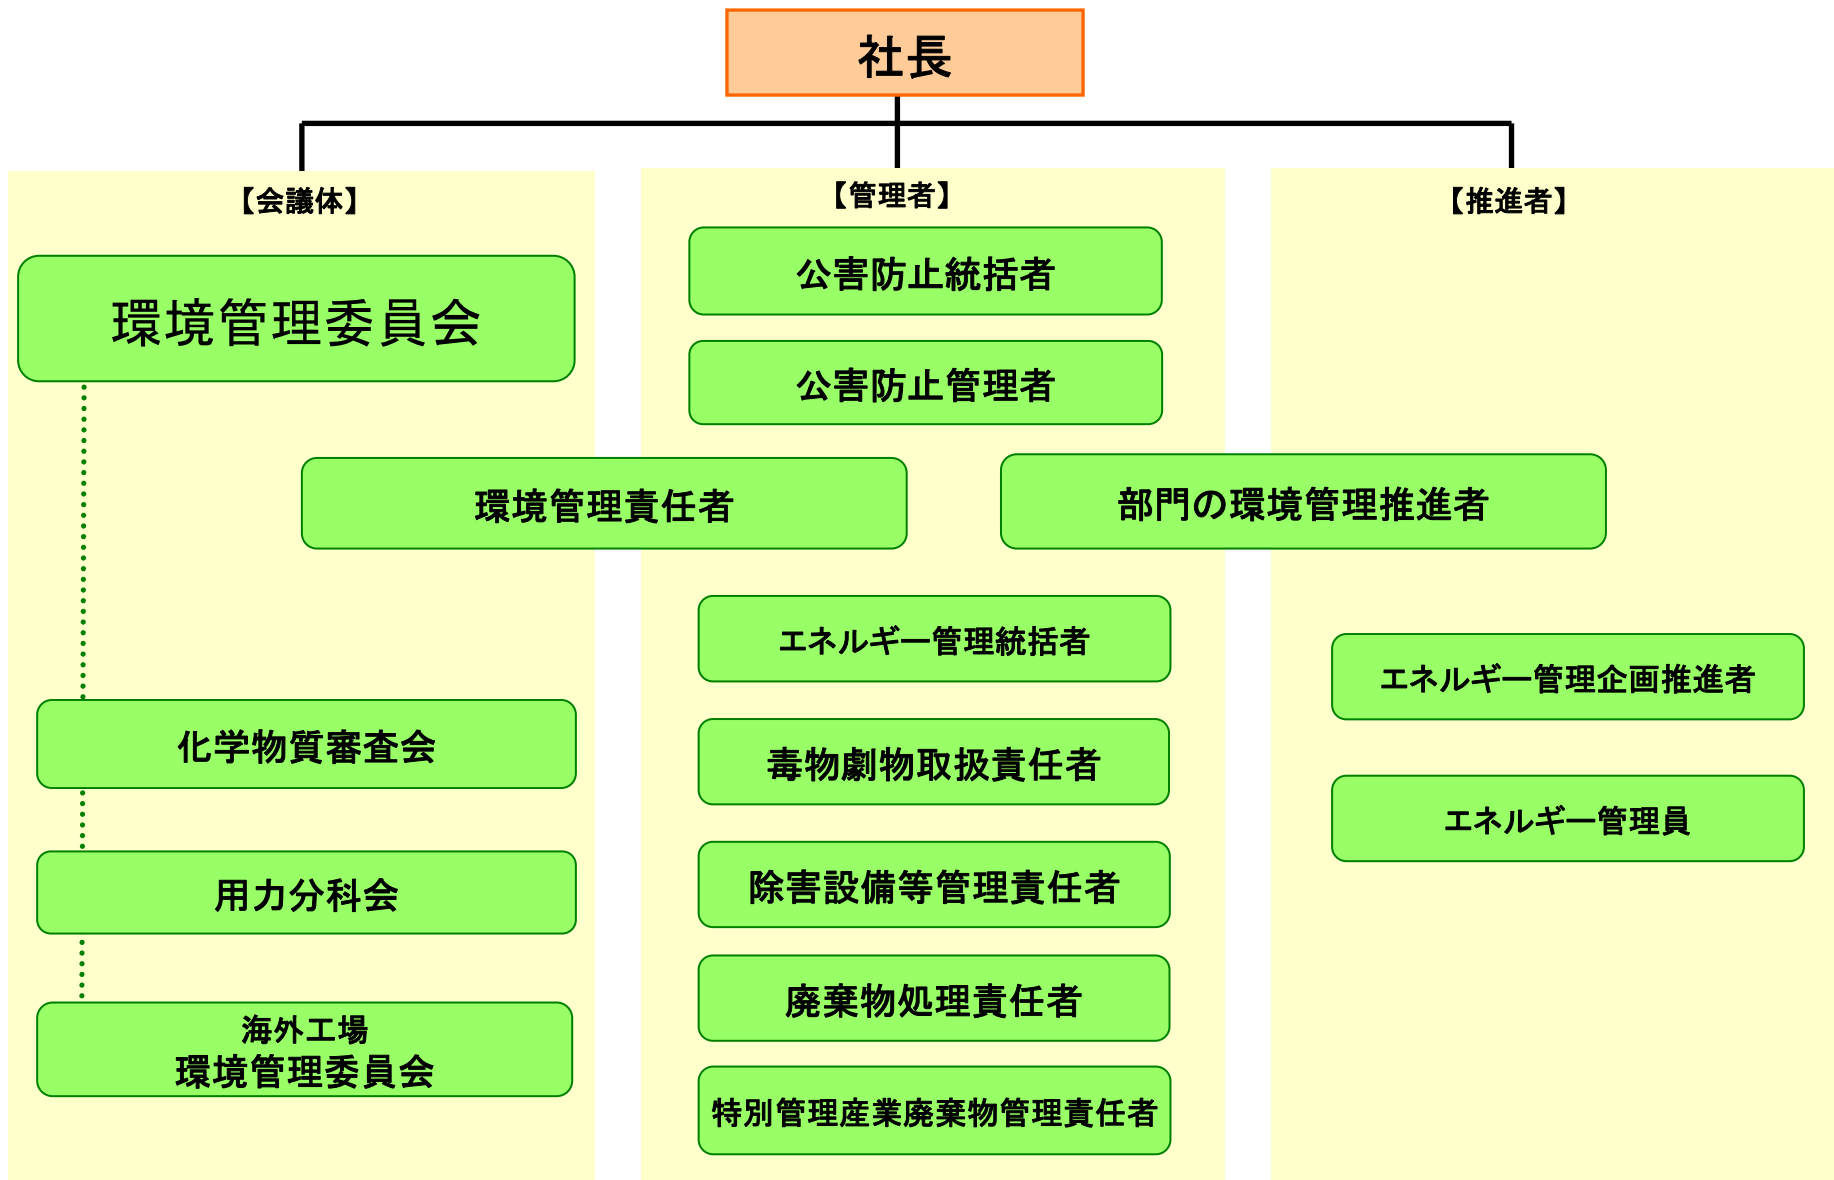 社長
【会議体】
環境管理委員会
化学物質審査会
用力分科会
海外工場
環境管理委員会
【管理者】
公害防止統括者
公害防止管理者
環境管理責任者
部門の環境管理推進者
エネルギー管理統括者
毒物劇物取扱責任者
除害設備等管理責任者
廃棄物処理責任者
特別管理産業廃棄物管理責任者
【推進者】
エネルギー管理企画推進者
エネルギー管理員